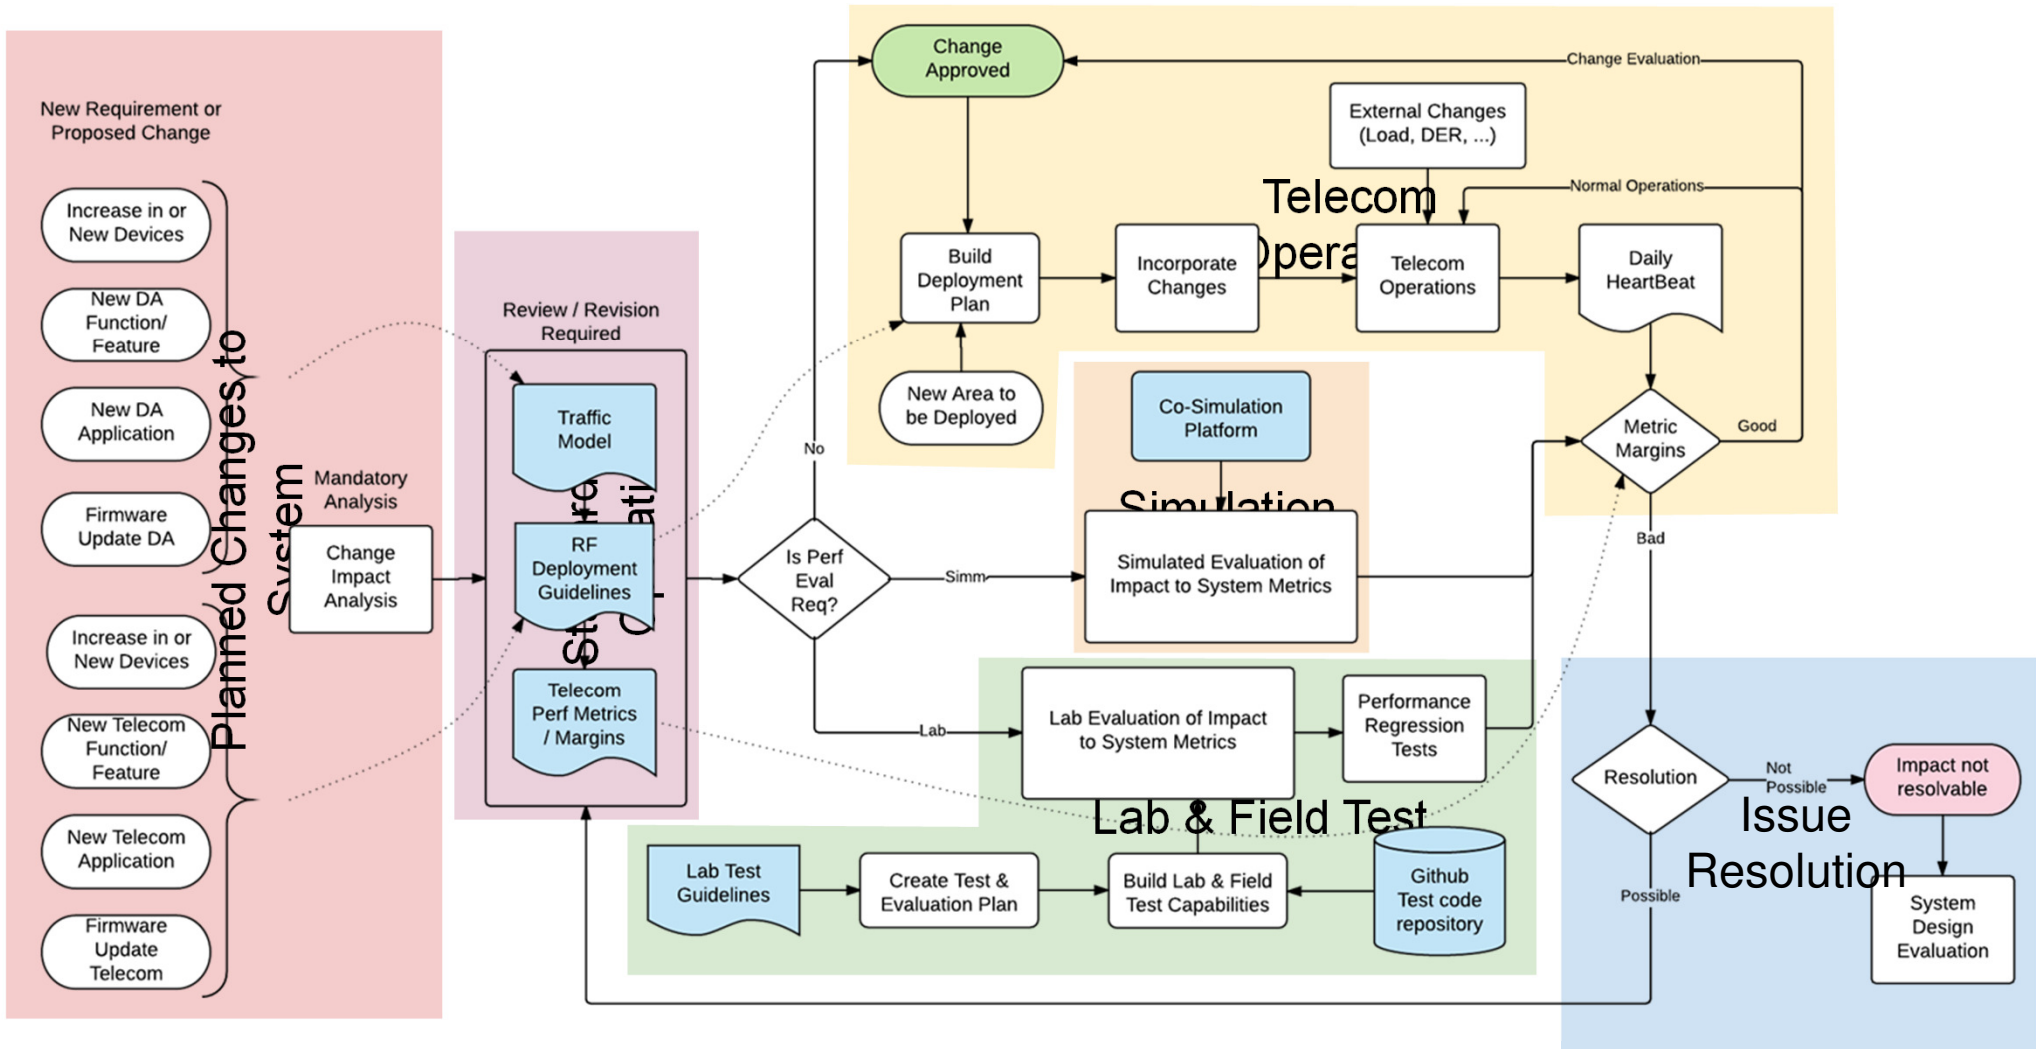 New Requirement or
Proposed Change
Increase in or
New Devices
New DA
Function/
Feature
New DA
Application
Firmware
Update DA
Increase in or
New Devices
New Telecom
Function/
Feature
New Telecom
Application
Firmware
Update
Telecom
Planned Changes to
System
Mandatory
Analysis
Change
Impact
Analysis
Review / Revision
Required
Traffic
Model
RF
Deployment
Guidelines
Telecom
Perf Metrics
/ Margins
Is Perf
Eval
Req?
No
Simm
Lab
Change
Approved
Change Evaluation
External Changes
(Load, DER, ...)
Telecom
Normal Operations
Build
Deployment
Plan
Incorporate
Changes
Telecom
Operations
Daily
HeartBeat
New Area to
be Deployed
Metric
Margins
Good
Bad
Co-Simulation
Platform
Simulation
Simulated Evaluation of
Impact to System Metrics
Lab Evaluation of Impact
to System Metrics
Performance
Regression
Tests
Lab & Field Test
Lab Test
Guidelines
Create Test &
Evaluation Plan
Build Lab & Field
Test Capabilities
Github
Test code
repository
Resolution
Not
Possible
Impact not
resolvable
Issue
Resolution
Possible
System
Design
Evaluation